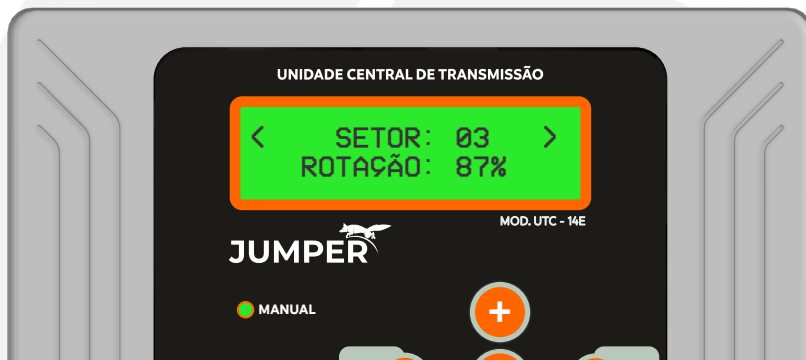 UNIDADE CENTRAL DE TRANSMISSÃO
< SETOR: 03 >
ROTAÇÃO: 87%
MOD. UTC - 14E
JUMPER
MANUAL
+